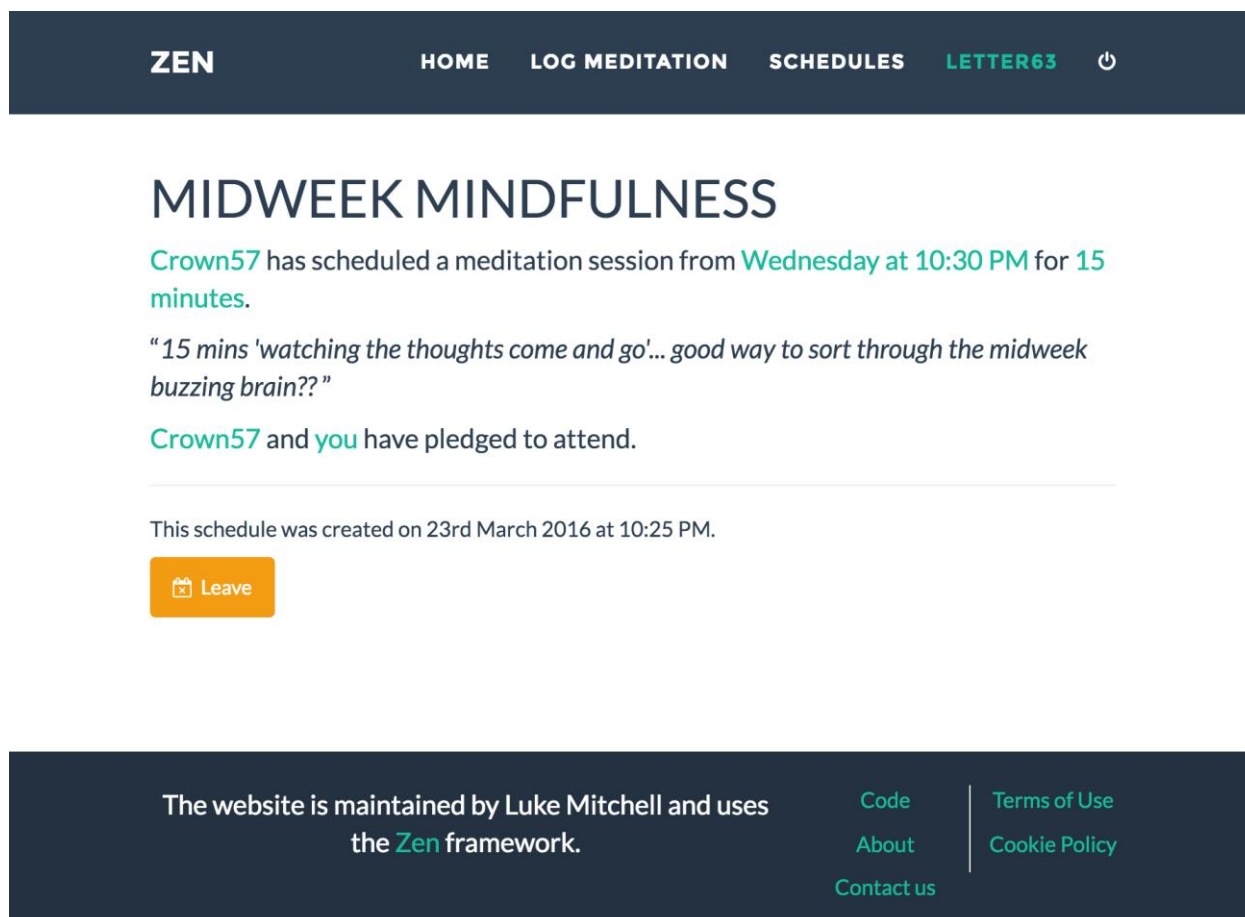 ZEN HOME LOG MEDITATION SCHEDULES LETTER63
MIDWEEK MINDFULNESS
Crown57 has scheduled a meditation session from Wednesday at 10:30 PM for 15
minutes.
“15 mins 'watching the thoughts come and go'... good way to sort through the midweek
buzzing brain??”
Crown57 and you have pledged to attend.
This schedule was created on 23rd March 2016 at 10:25 PM.
Leave
The website is maintained by Luke Mitchell and uses
the Zen framework.
Code
About
Contact us
Terms of Use
Cookie Policy